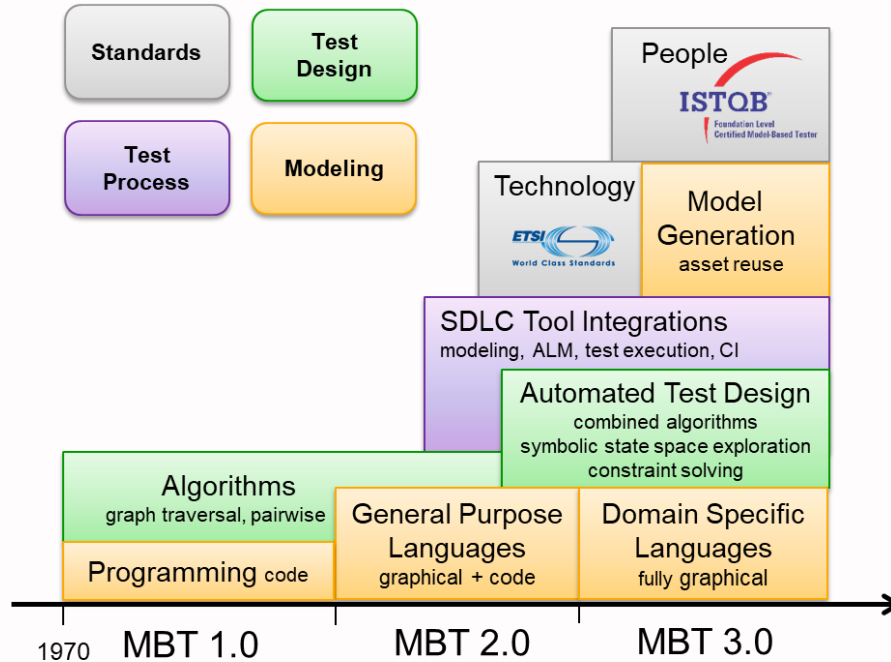 Standards
Test
Design
Test
Process
Modeling
People
ISTQB®
Foundation Level
Certified Model-Based Tester
Technology
ETSI
World Class Standards
Model
Generation
asset reuse
SDLC Tool Integrations
modeling, ALM, test execution, CI
Automated Test Design
combined algorithms
symbolic state space exploration
constraint solving
Algorithms
graph traversal, pairwise
Programming code
General Purpose
Languages
graphical + code
Domain Specific
Languages
fully graphical
1970
MBT 1.0
MBT 2.0
MBT 3.0